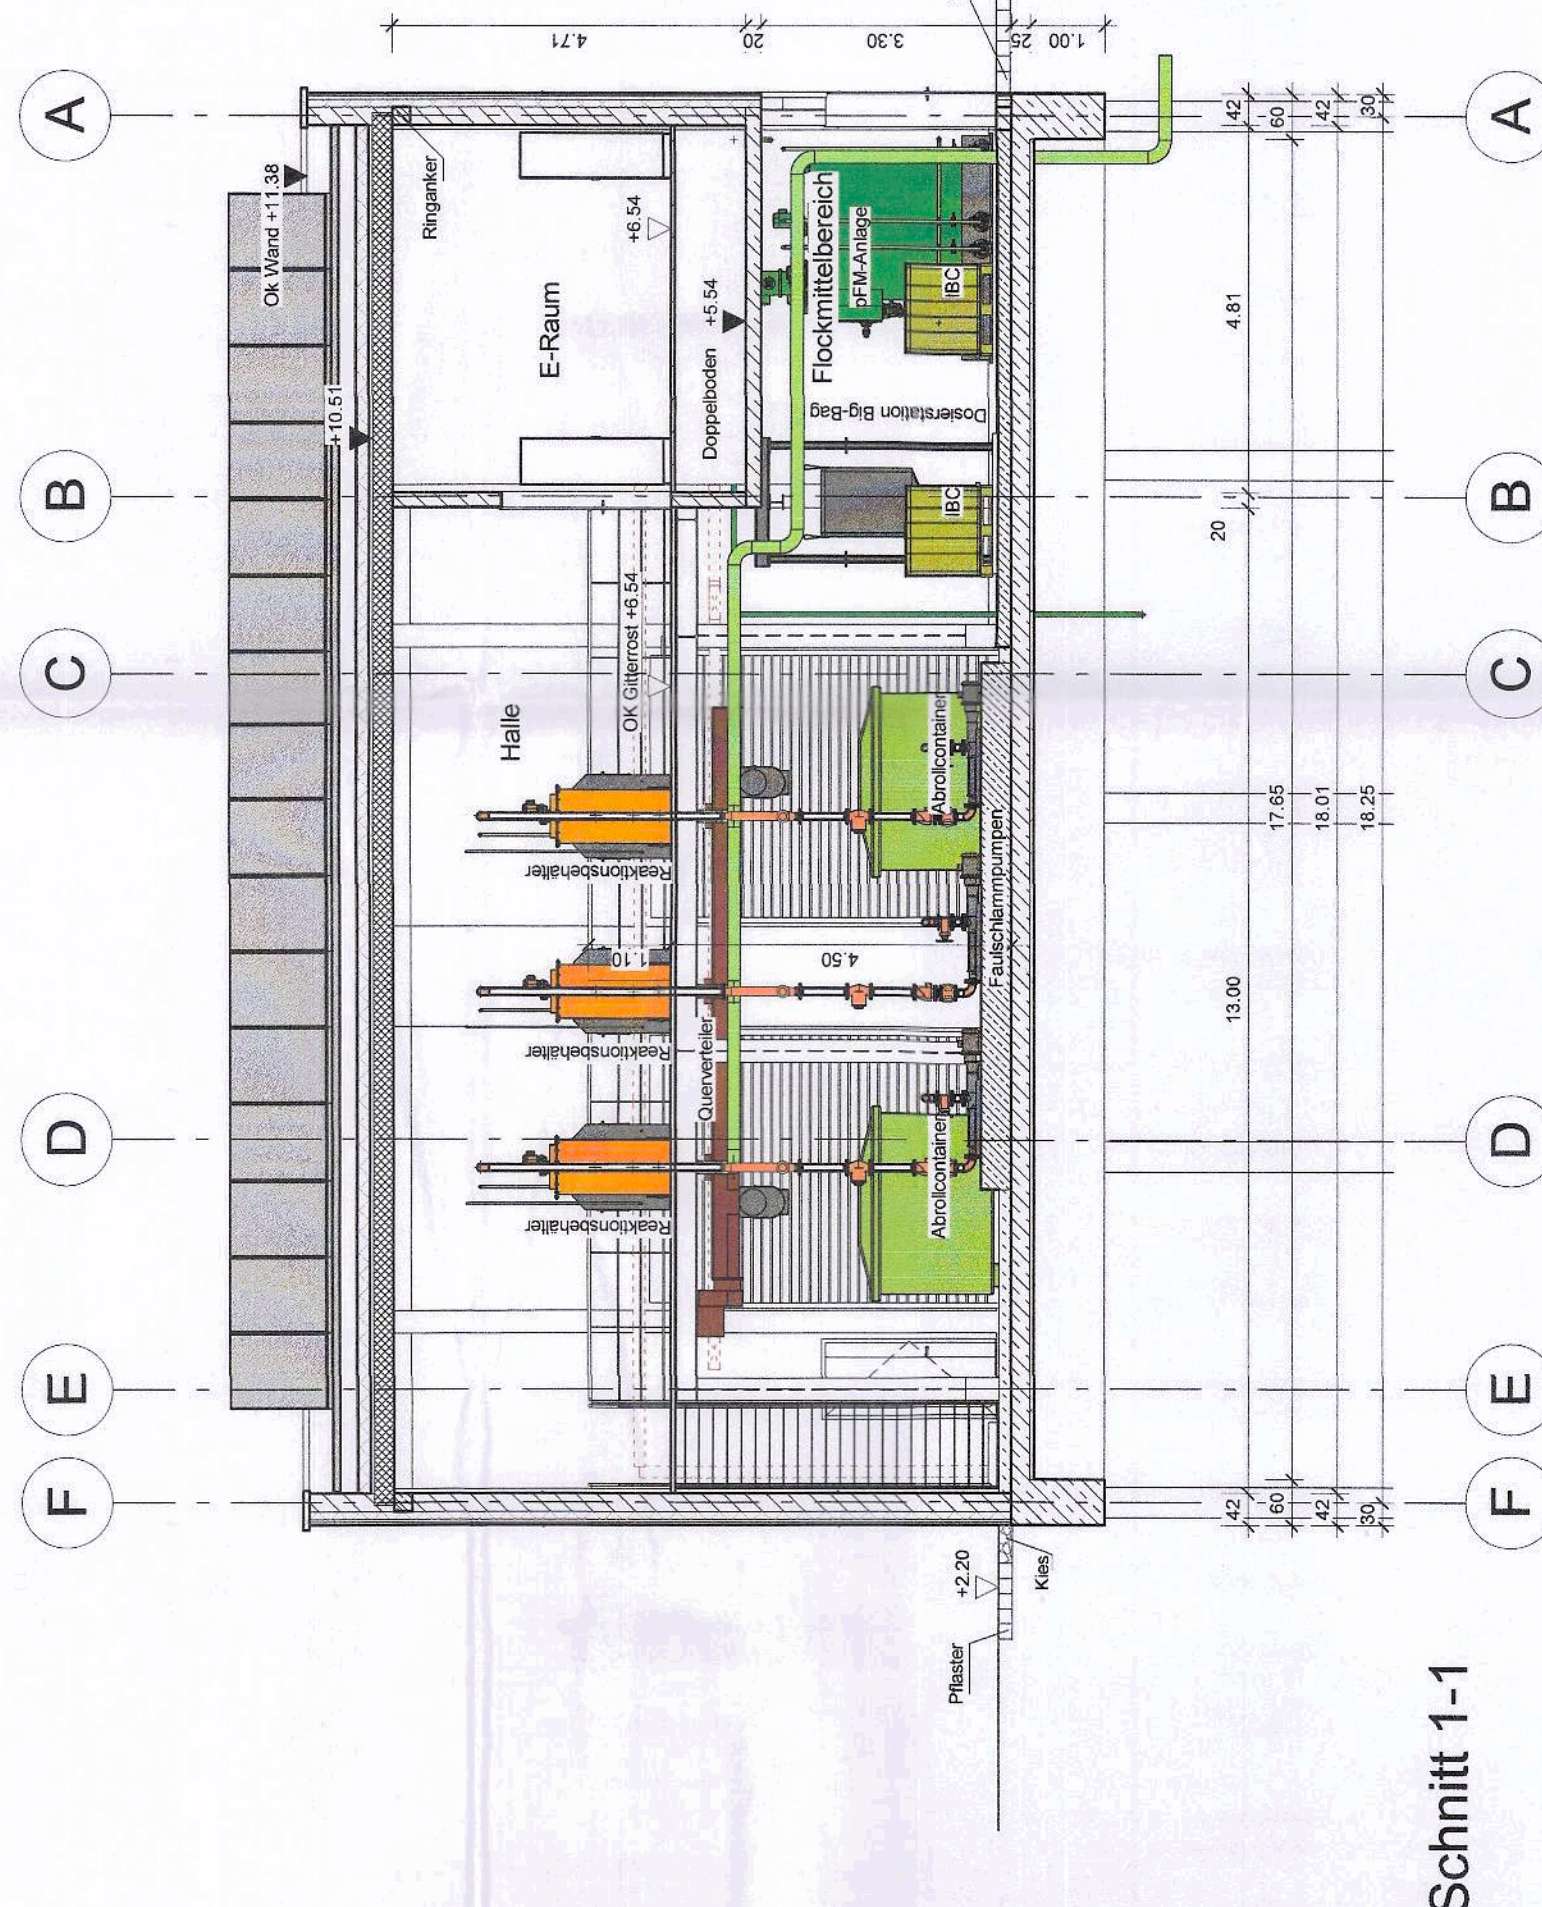 F
E
D
C
B
A
Ok Wand +11.38
+10.51
Ringanker
Halle
E-Raum
+6.54
OK Gitterrost +6.54
Reaktionsbehälter
Reaktionsbehälter
Reaktionsbehälter
1.10
Doppelboden
+5.54
Querverteiler
4.50
Flockmittelbereich
pFM-Anlage
Dosierstation Big-Bag
IBC
IBC
Abrollcontainer
Abrollcontainer
Faulschlammpumpen
4.71
20
3.30
25
1.00
Pflaster
+2.20
Kies
42
13.00
20
4.81
42
60
17.65
60
42
18.01
42
30
18.25
30
F
E
D
C
B
A
Schnitt 1-1